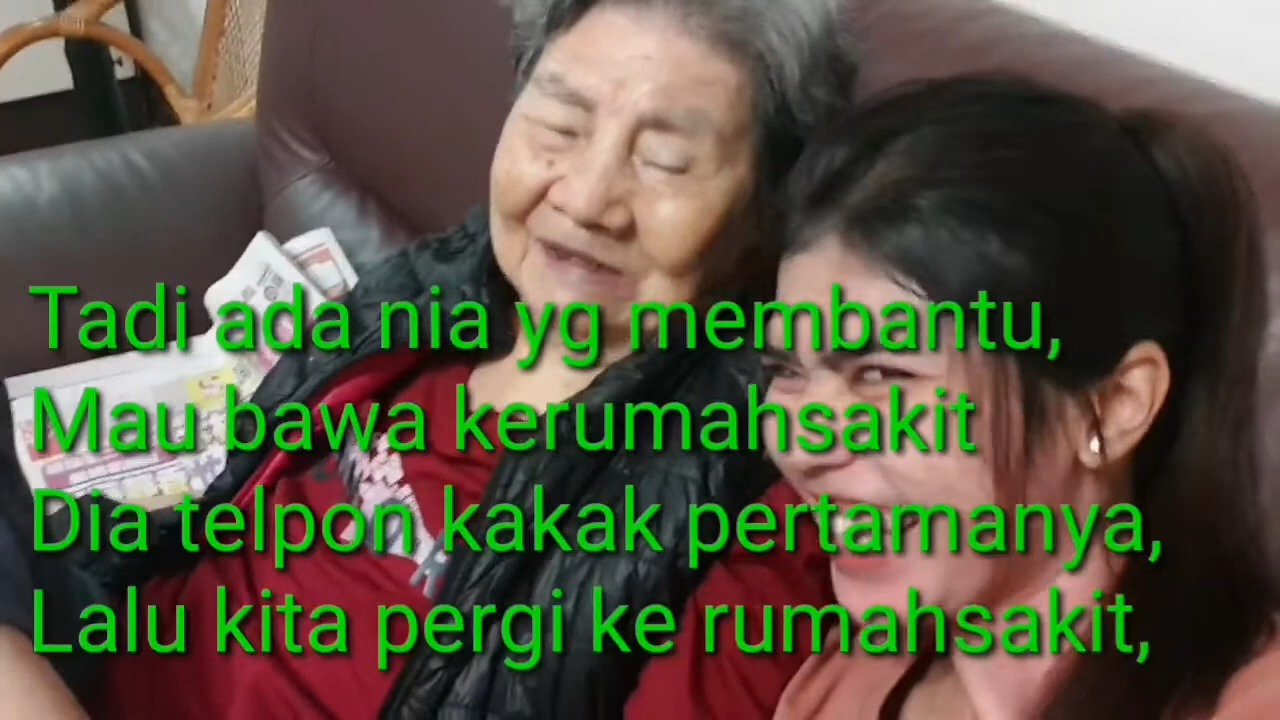 Tadi ada nia yg membantu,
Mau bawa kerumahsakit
Dia telpon kakak pertamanya,
Lalu kita pergi ke rumahsakit,